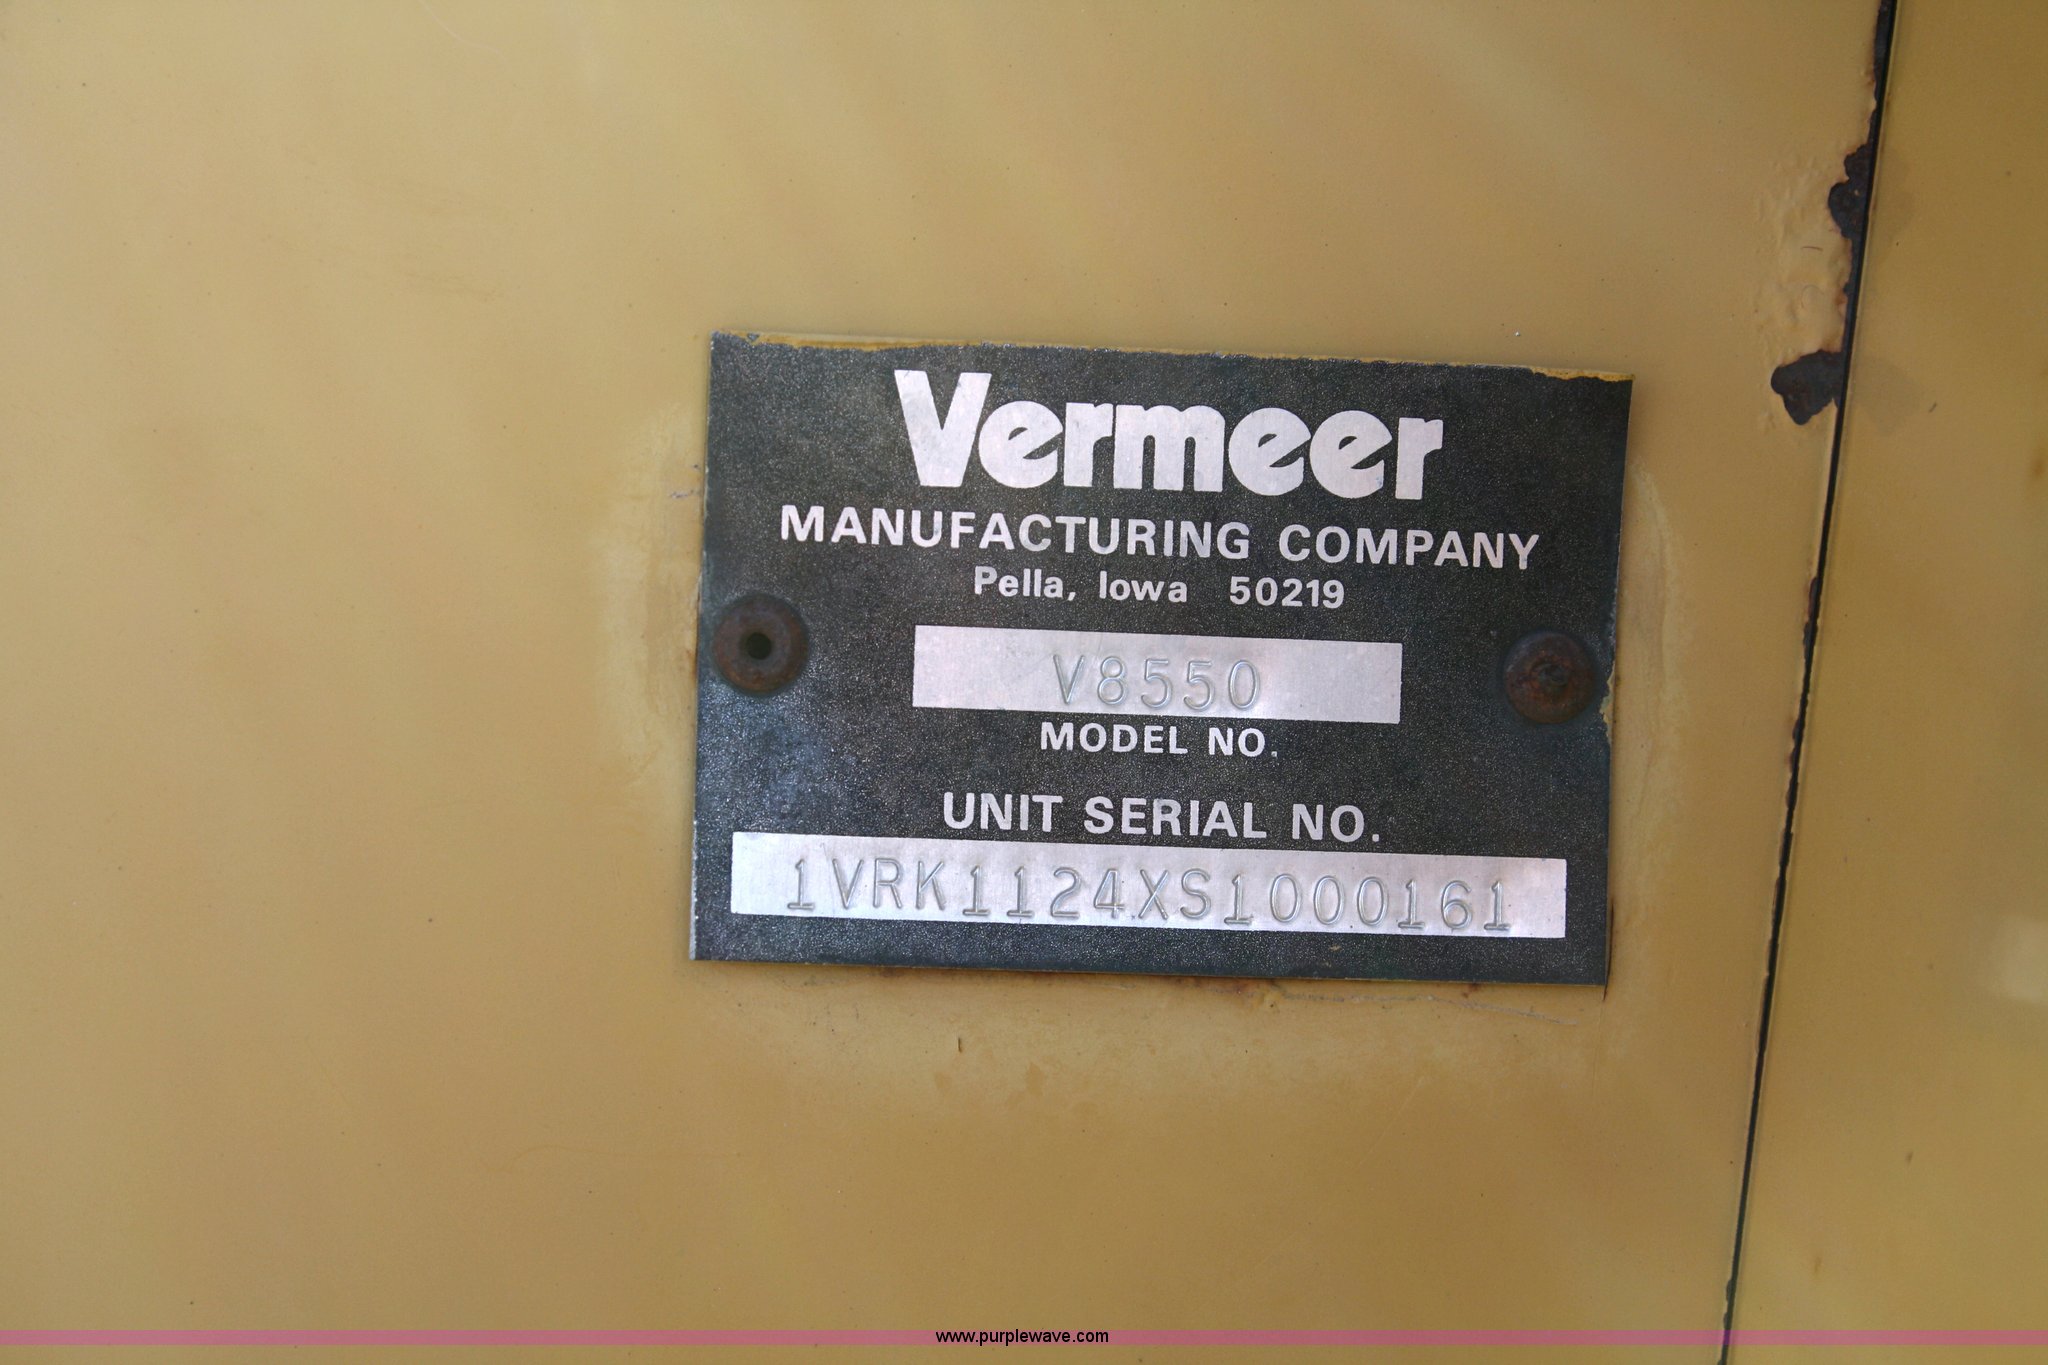 Vermeer
MANUFACTURING COMPANY
Pella, Iowa 50219
V8550
MODEL NO.
UNIT SERIAL NO.
1VRK1124XS1000161
www.purplewave.com